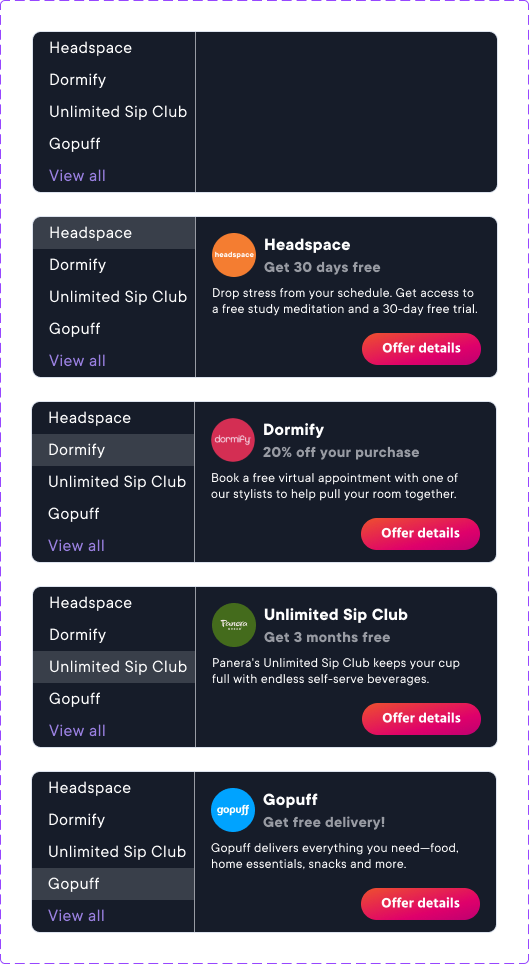 Headspace
Dormify
Unlimited Sip Club
Gopuff
View all
Headspace
Dormify
Unlimited Sip Club
Gopuff
View all
headspace
Headspace
Get 30 days free
Drop stress from your schedule. Get access to
a free study meditation and a 30-day free trial.
Offer details
Headspace
Dormify
Unlimited Sip Club
Gopuff
View all
dormify
Dormify
20% off your purchase
Book a free virtual appointment with one of
our stylists to help pull your room together.
Offer details
Headspace
Dormify
Unlimited Sip Club
Gopuff
View all
Panera
BREAD
Unlimited Sip Club
Get 3 months free
Panera's Unlimited Sip Club keeps your cup
full with endless self-serve beverages.
Offer details
Headspace
Dormify
Unlimited Sip Club
Gopuff
View all
gopuff
Gopuff
Get free delivery!
Gopuff delivers everything you need—food,
home essentials, snacks and more.
Offer details